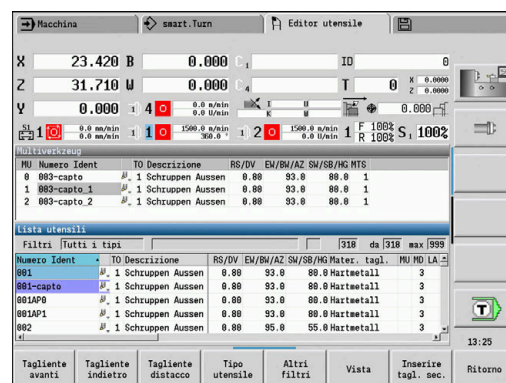 Macchina smart.Turn Editor utensile
X 23.420 B 0.000 C 1 ID 0
Z 31.710 U 0.000 C 4 T 0 X 0.0000 Z 0.0000
Y 0.000 1) 4 0.0 m/min 0.0 U/min I K U W 0.000
S1 1 0.0 mm/min 0.0 mm/min 1) 1 1500.0 m/min 360.0 ° 1) 2 1500.0 m/min 0.0 U/min 1 F 100% R 100% S1 100%
Multiverkzeug
MU Numero Ident TO Descrizione RS/DV EW/BW/AZ SW/SB/HG MTS
0 003-capto 1 Schruppen Aussen 0.80 93.0 80.0 1
1 003-capto_1 1 Schruppen Aussen 0.80 93.0 80.0 1
2 003-capto_2 1 Schruppen Aussen 0.80 93.0 80.0 1
Lista utensili
Filtri Tutti i tipi 318 da 318 max 999
Numero Ident TO Descrizione RS/DV EW/BW/AZ SW/SB/HG Mater. tagl. MU MD LA
001 1 Schruppen Aussen 0.80 93.0 80.0 Hartmetall 3
001-capto 1 Schruppen Aussen 0.80 93.0 80.0 Hartmetall 3
001AP0 1 Schruppen Aussen 0.80 93.0 80.0 Hartmetall 3
001AP1 1 Schruppen Aussen 0.80 93.0 80.0 Hartmetall 3
002 1 Schruppen Aussen 0.80 95.0 55.0 Hartmetall 3
T
13:25
Tagliente avanti
Tagliente indietro
Tagliente distacco
Tipo utensile
Altri filtri
Vista
Inserire tagl. sec.
Ritorno